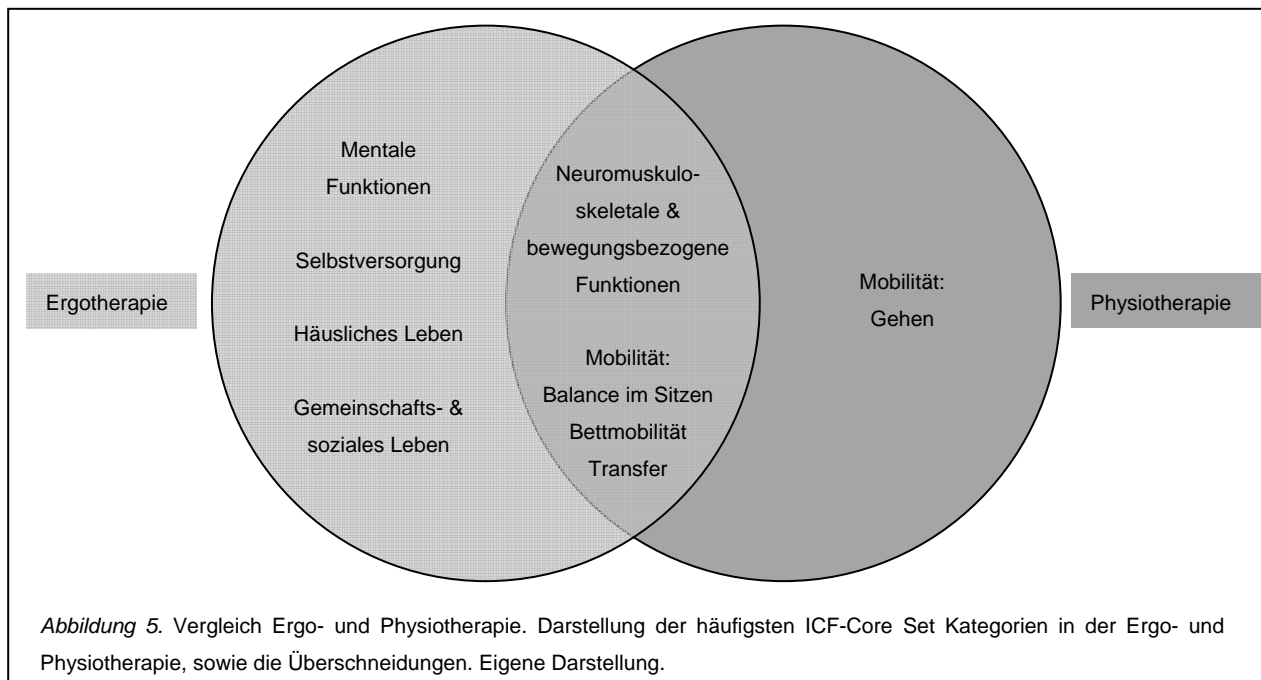 Mentale
Funktionen
Selbstversorgung
Häusliches Leben
Gemeinschafts- &
soziales Leben
Ergotherapie
Neuromuskulo-
skeletale &
bewegungsbezogene
Funktionen
Mobilität:
Balance im Sitzen
Bettmobilität
Transfer
Mobilität:
Gehen
Physiotherapie
Abbildung 5. Vergleich Ergo- und Physiotherapie. Darstellung der häufigsten ICF-Core Set Kategorien in der Ergo- und
Physiotherapie, sowie die Überschneidungen. Eigene Darstellung.